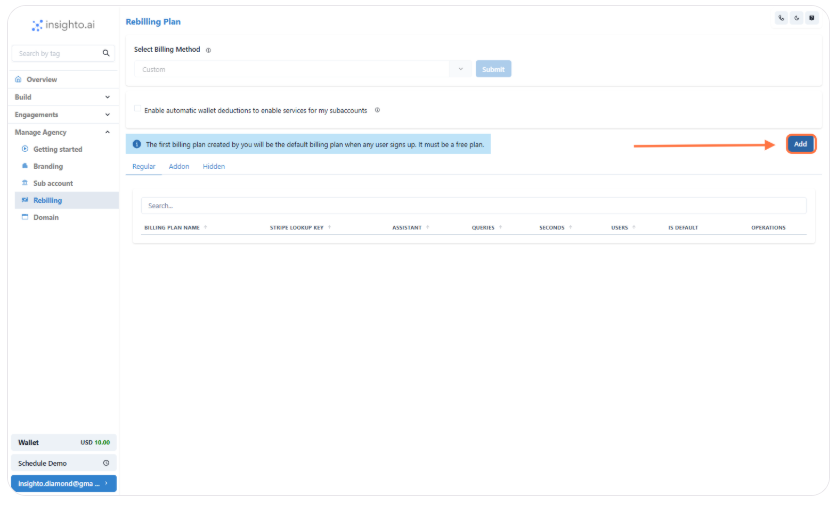 insighto.ai
Rebilling Plan
Search by tag
Overview
Build
Engagements
Manage Agency
Getting started
Branding
Sub account
Rebilling
Domain
Select Billing Method
Custom
Submit
Enable automatic wallet deductions to enable services for my subaccounts
The first billing plan created by you will be the default billing plan when any user signs up. It must be a free plan.
Add
Regular Addon Hidden
Search...
BILLING PLAN NAME STRIPE LOOKUP KEY ASSISTANT QUERIES SECONDS USERS IS DEFAULT OPERATIONS
Wallet USD 10.00
Schedule Demo
insighto.diamond@gma ...